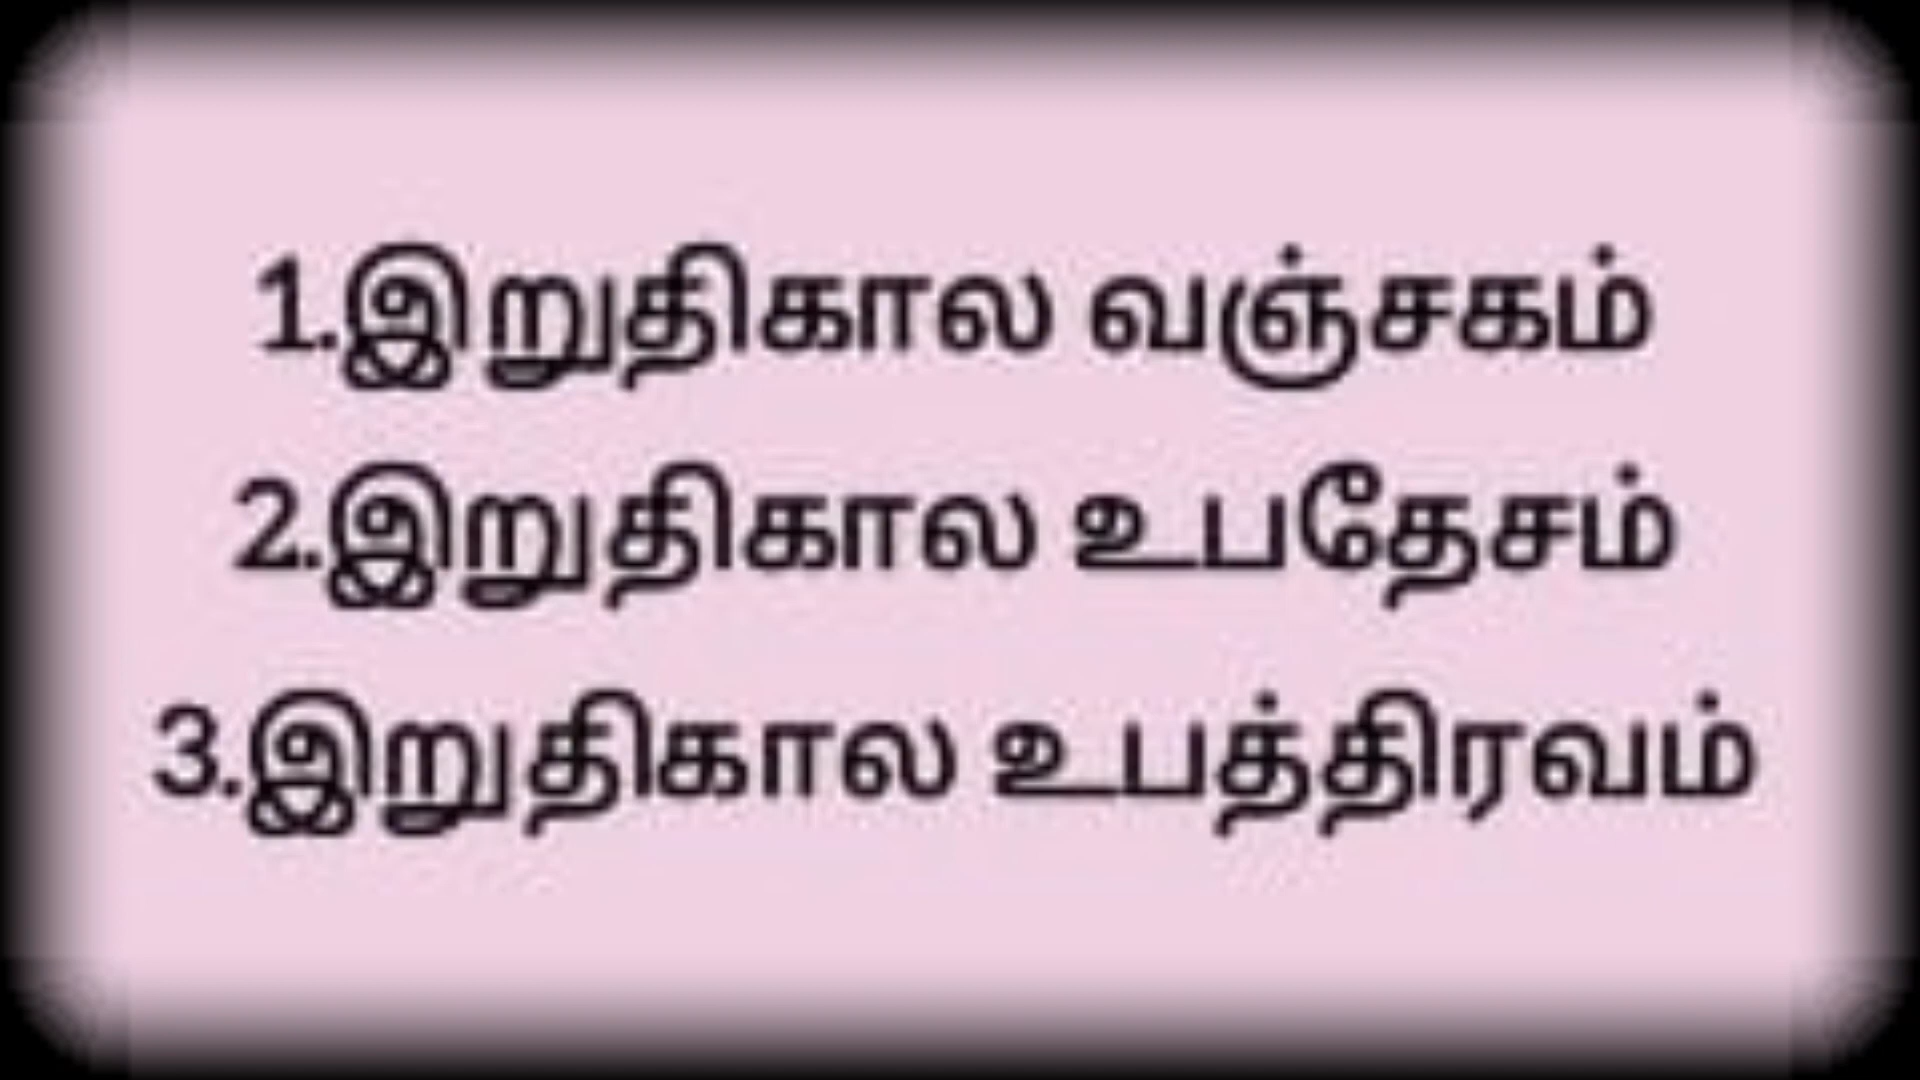 1.இறுதிகால வஞ்சகம்
2.இறுதிகால உபதேசம்
3.இறுதிகால உபத்திரவம்